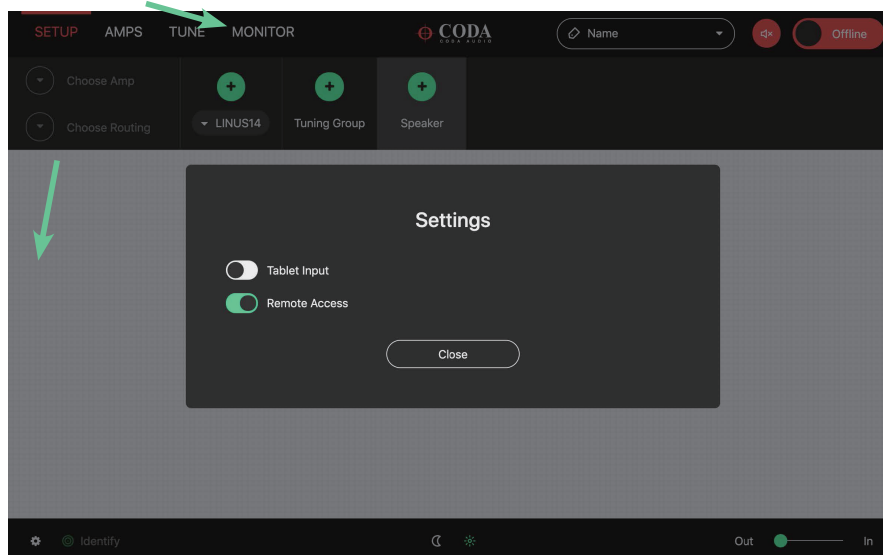 SETUP AMPS TUNE MONITOR CODA Name Offline
CODA AUDIO
Choose Amp
Choose Routing LINUS14 Tuning Group Speaker
Settings
Tablet Input
Remote Access
Close
Identify Out In